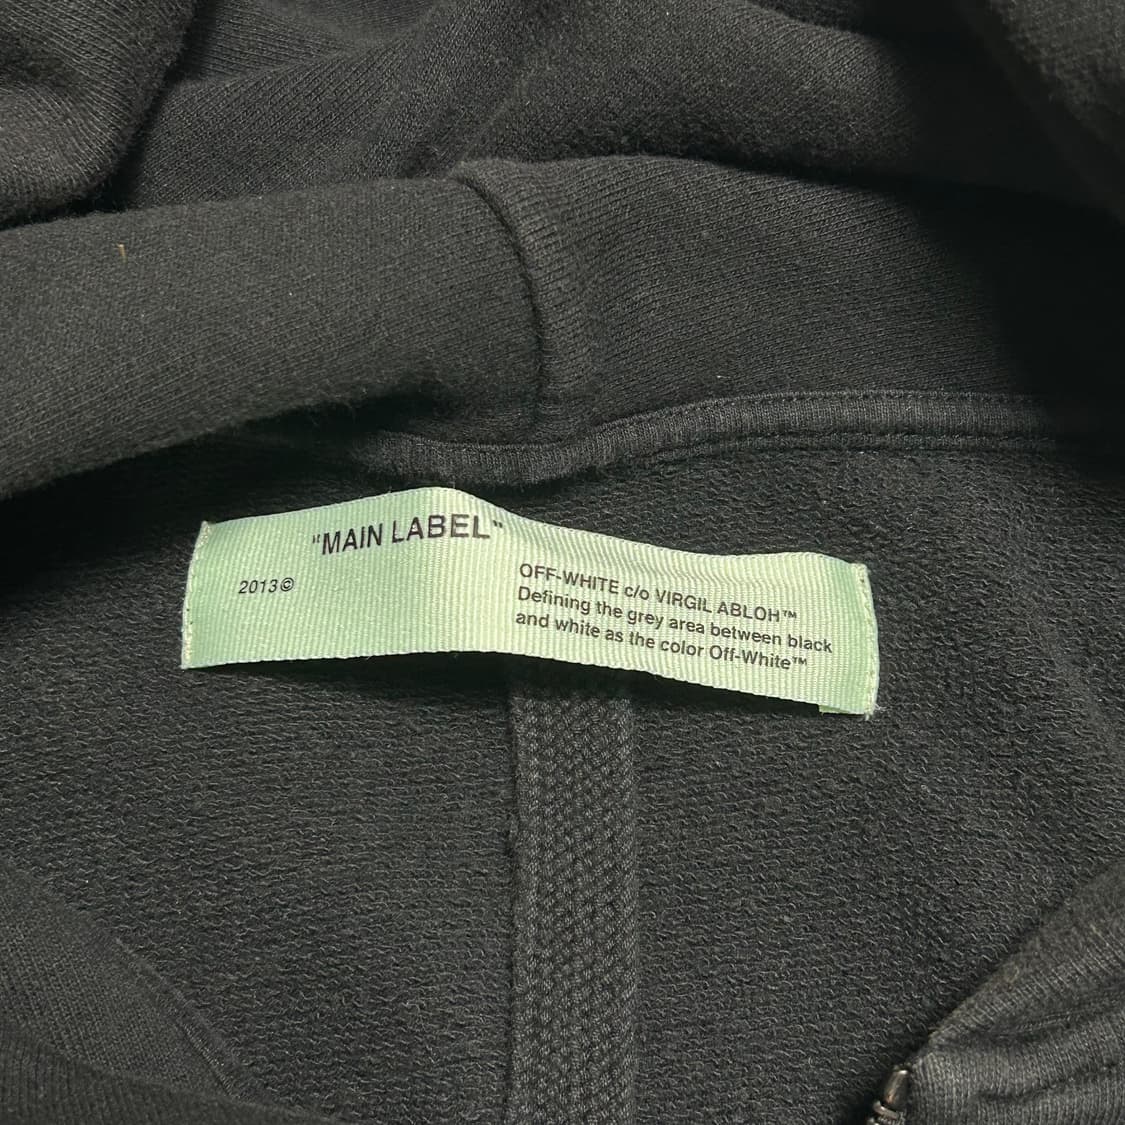 "MAIN LABEL"
2013©
OFF-WHITE c/o VIRGIL ABLOH™
Defining the grey area between black
and white as the color Off-White™